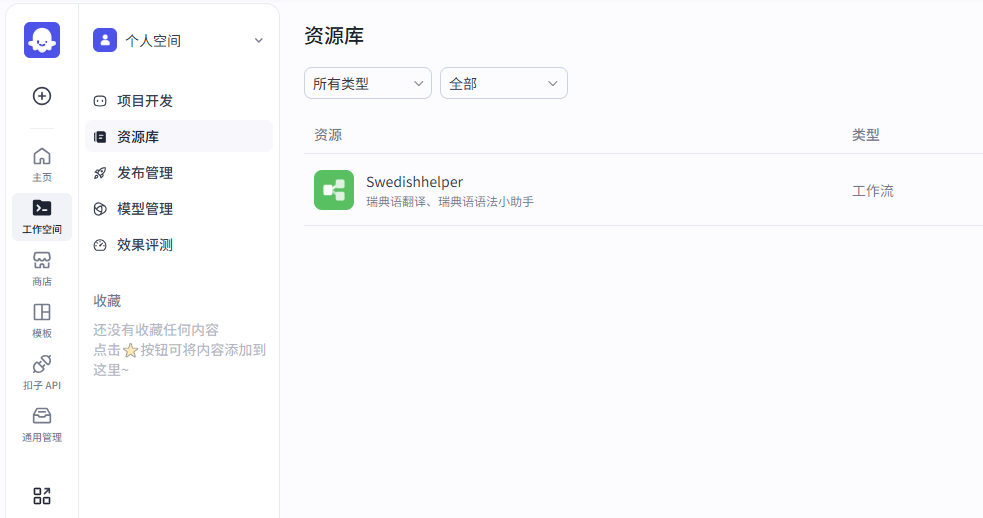 主页
工作空间
商店
模板
扣子 API
通用管理
个人空间
项目开发
资源库
发布管理
模型管理
效果评测
收藏
还没有收藏任何内容
点击⭐按钮可将内容添加到
这里~
资源库
所有类型
全部
资源
类型
Swedishhelper
瑞典语翻译、瑞典语语法小助手
工作流